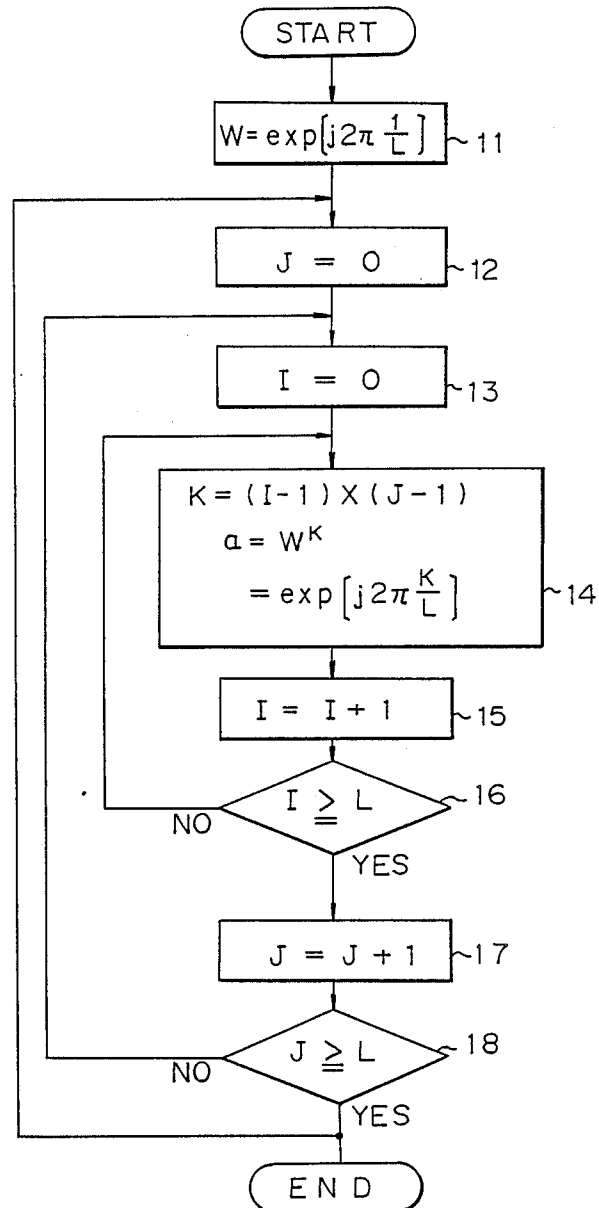 START
W=exp[j2π 1/L]
11
J = 0
12
I = 0
13
K=(I-1)X(J-1)
a = W^K
= exp[j2π K/L]
14
I = I+1
15
I ≧ L
16
NO
YES
J = J+1
17
J ≧ L
18
NO
YES
END